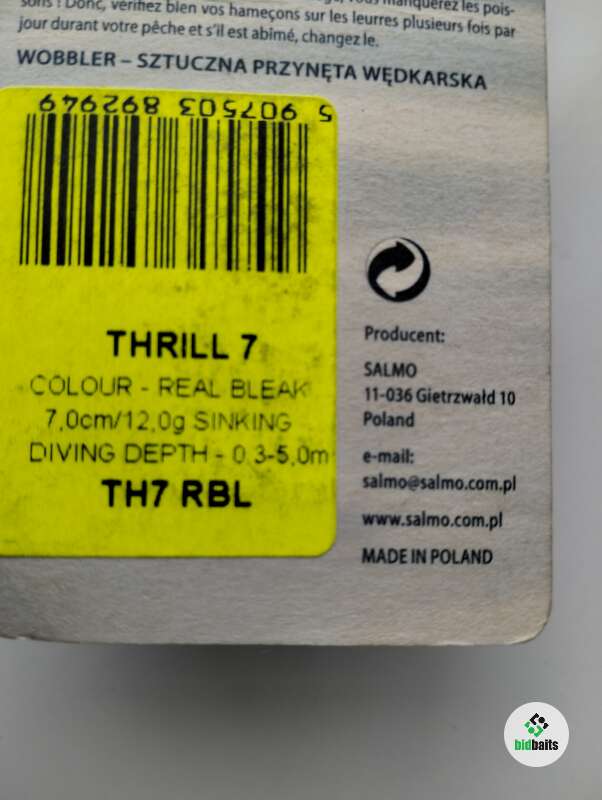 ! Donc, vérifiez bien vos hameçons sur les leurres plusieurs fois par
jour durant votre pêche et s'il est abîmé, changez le.
WOBBLER – SZTUCZNA PRZYNĘTA WĘDKARSKA
5 907503 892949
THRILL 7
COLOUR - REAL BLEAK
7,0cm/12,0g SINKING
DIVING DEPTH - 0,3-5,0m
TH7 RBL
Producent:
SALMO
11-036 Gietrzwałd 10
Poland
e-mail:
salmo@salmo.com.pl
www.salmo.com.pl
MADE IN POLAND
bidbaits